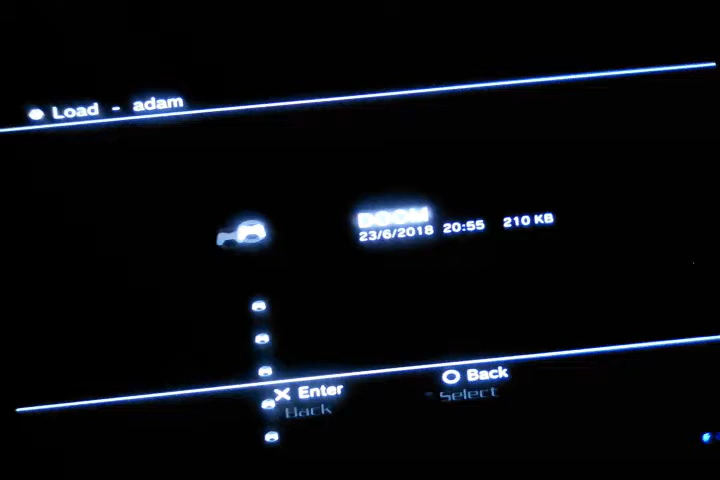 Load - adam
DOOM
23/6/2018 20:55 210 KB
Enter
Back
Back
Select